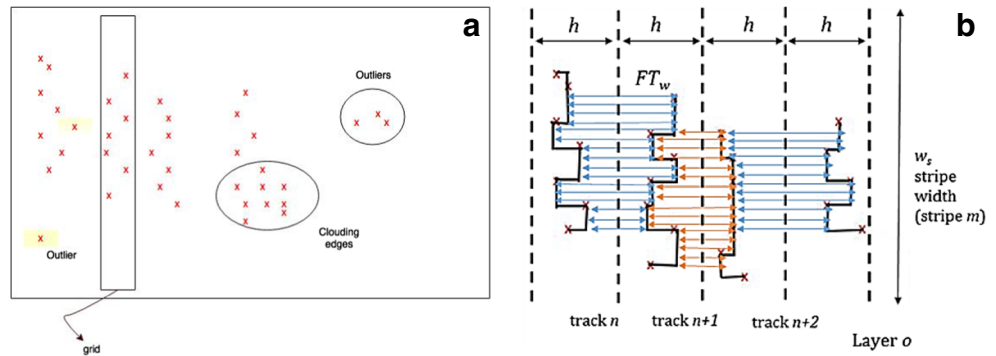 a
Outliers
Outlier
Clouding
edges
grid
b
h h h h
FTw
ws
stripe
width
(stripe m)
track n track n+1 track n+2
Layer o